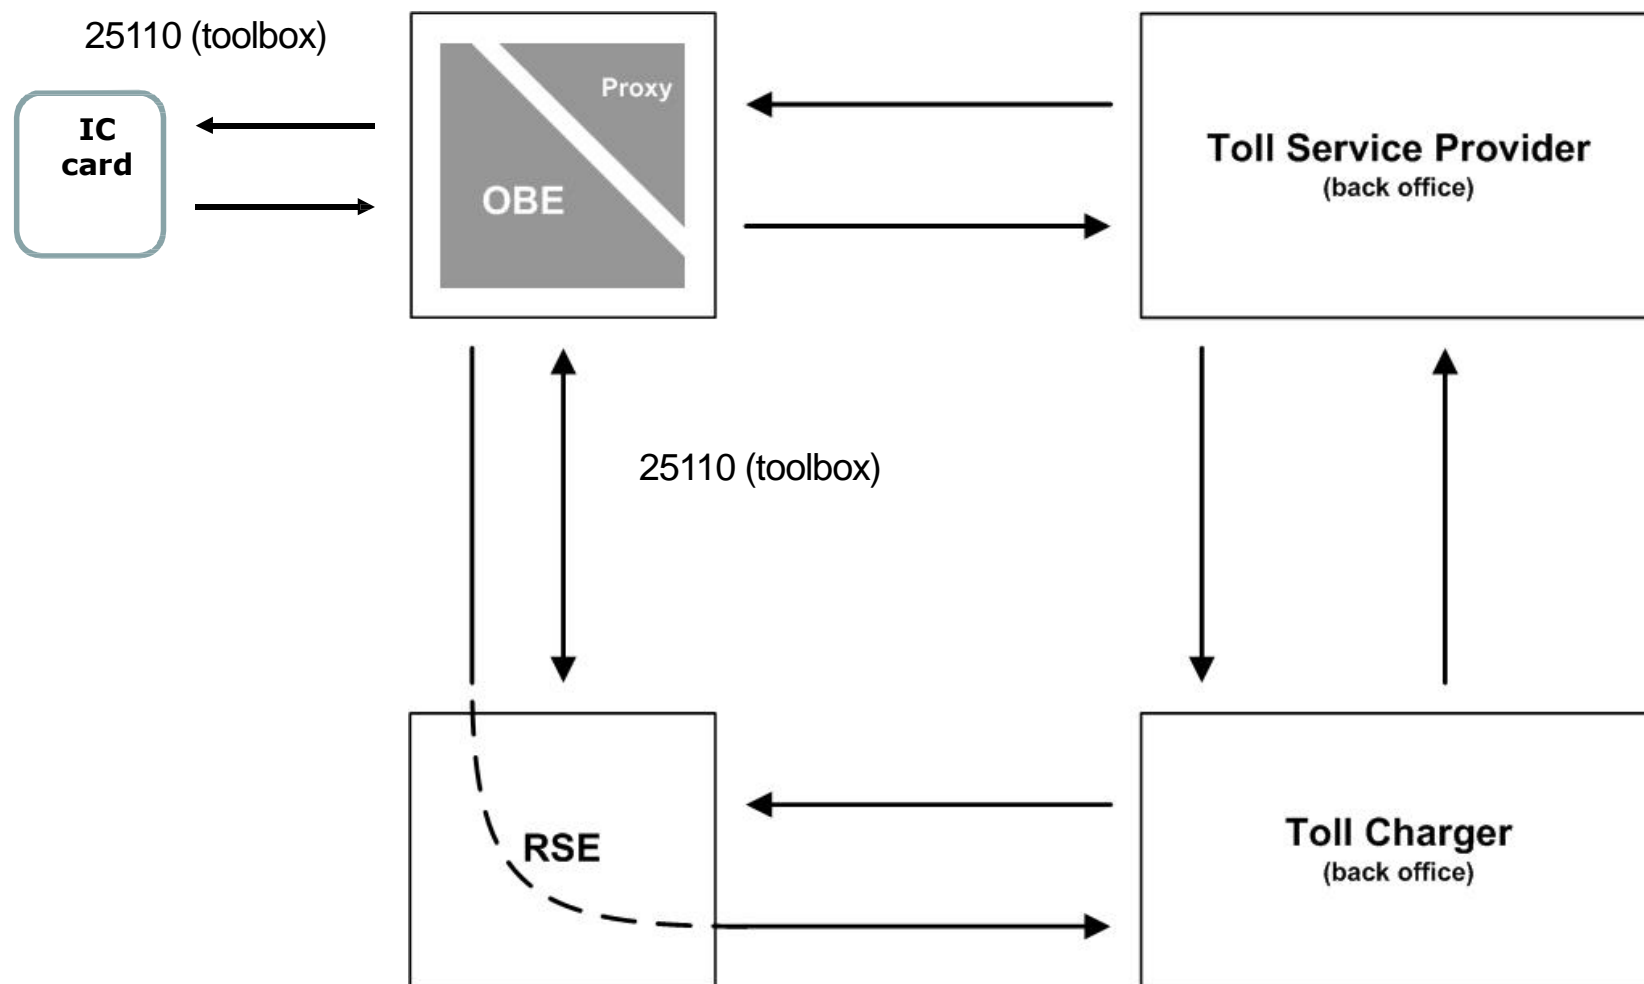 25110 (toolbox)
IC
card
Proxy
OBE
Toll Service Provider
(back office)
25110 (toolbox)
RSE
Toll Charger
(back office)